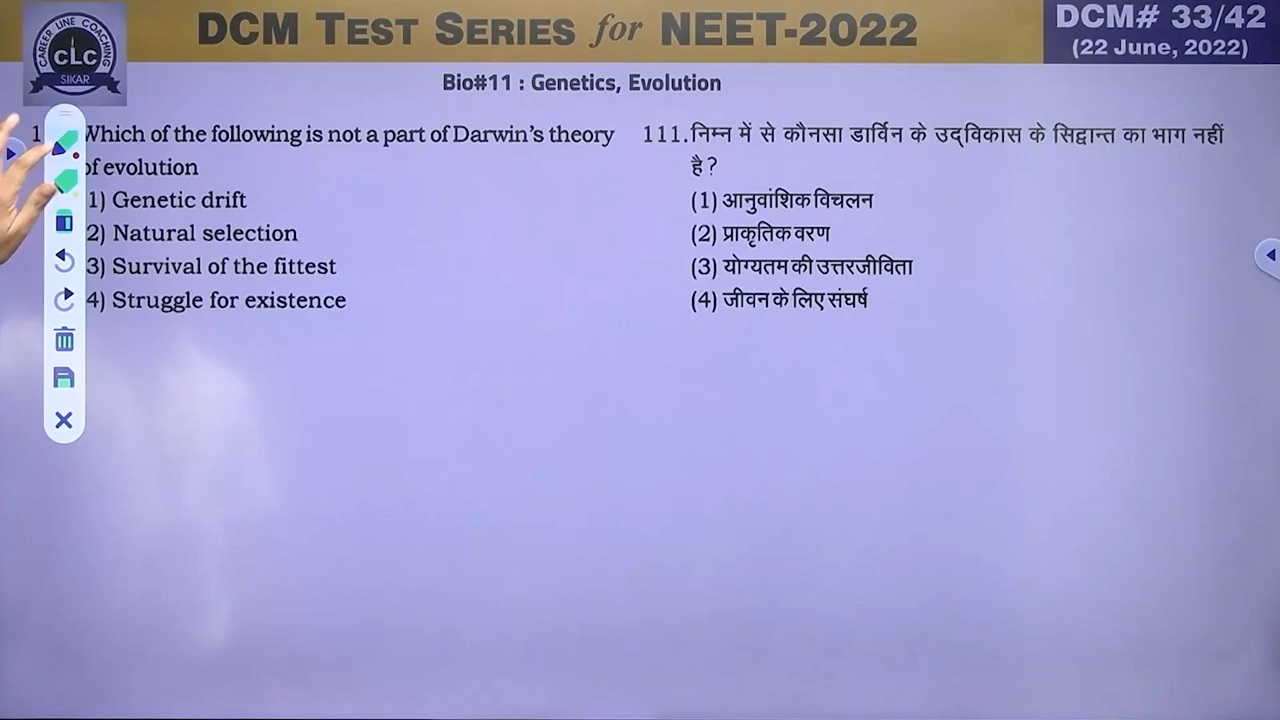 DCM TEST SERIES for NEET-2022
DCM# 33/42
(22 June, 2022)
CAREER LINE COACHING
CLC
SIKAR
Bio#11 : Genetics, Evolution
1
Which of the following is not a part of Darwin's theory
of evolution
1) Genetic drift
2) Natural selection
3) Survival of the fittest
4) Struggle for existence
111. निम्न में से कौनसा डार्विन के उद्विकास के सिद्वान्त का भाग नहीं
है?
(1) आनुवांशिक विचलन
(2) प्राकृतिक वरण
(3) योग्यतम की उत्तरजीविता
(4) जीवन के लिए संघर्ष